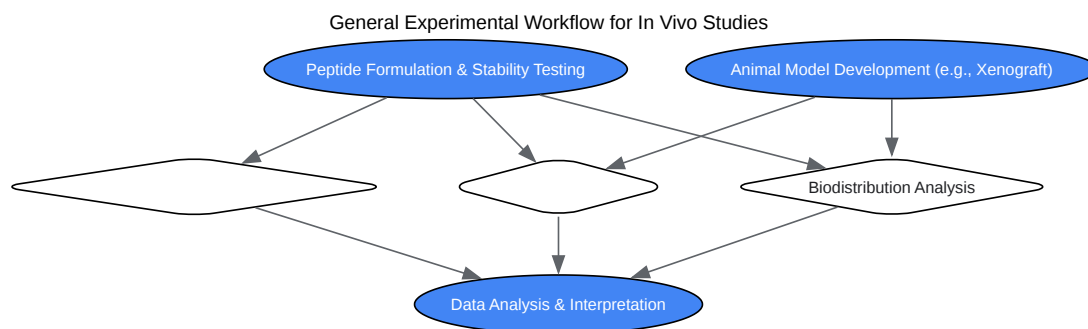 General Experimental Workflow for In Vivo Studies
Peptide Formulation & Stability Testing
Animal Model Development (e.g., Xenograft)
Biodistribution Analysis
Data Analysis & Interpretation